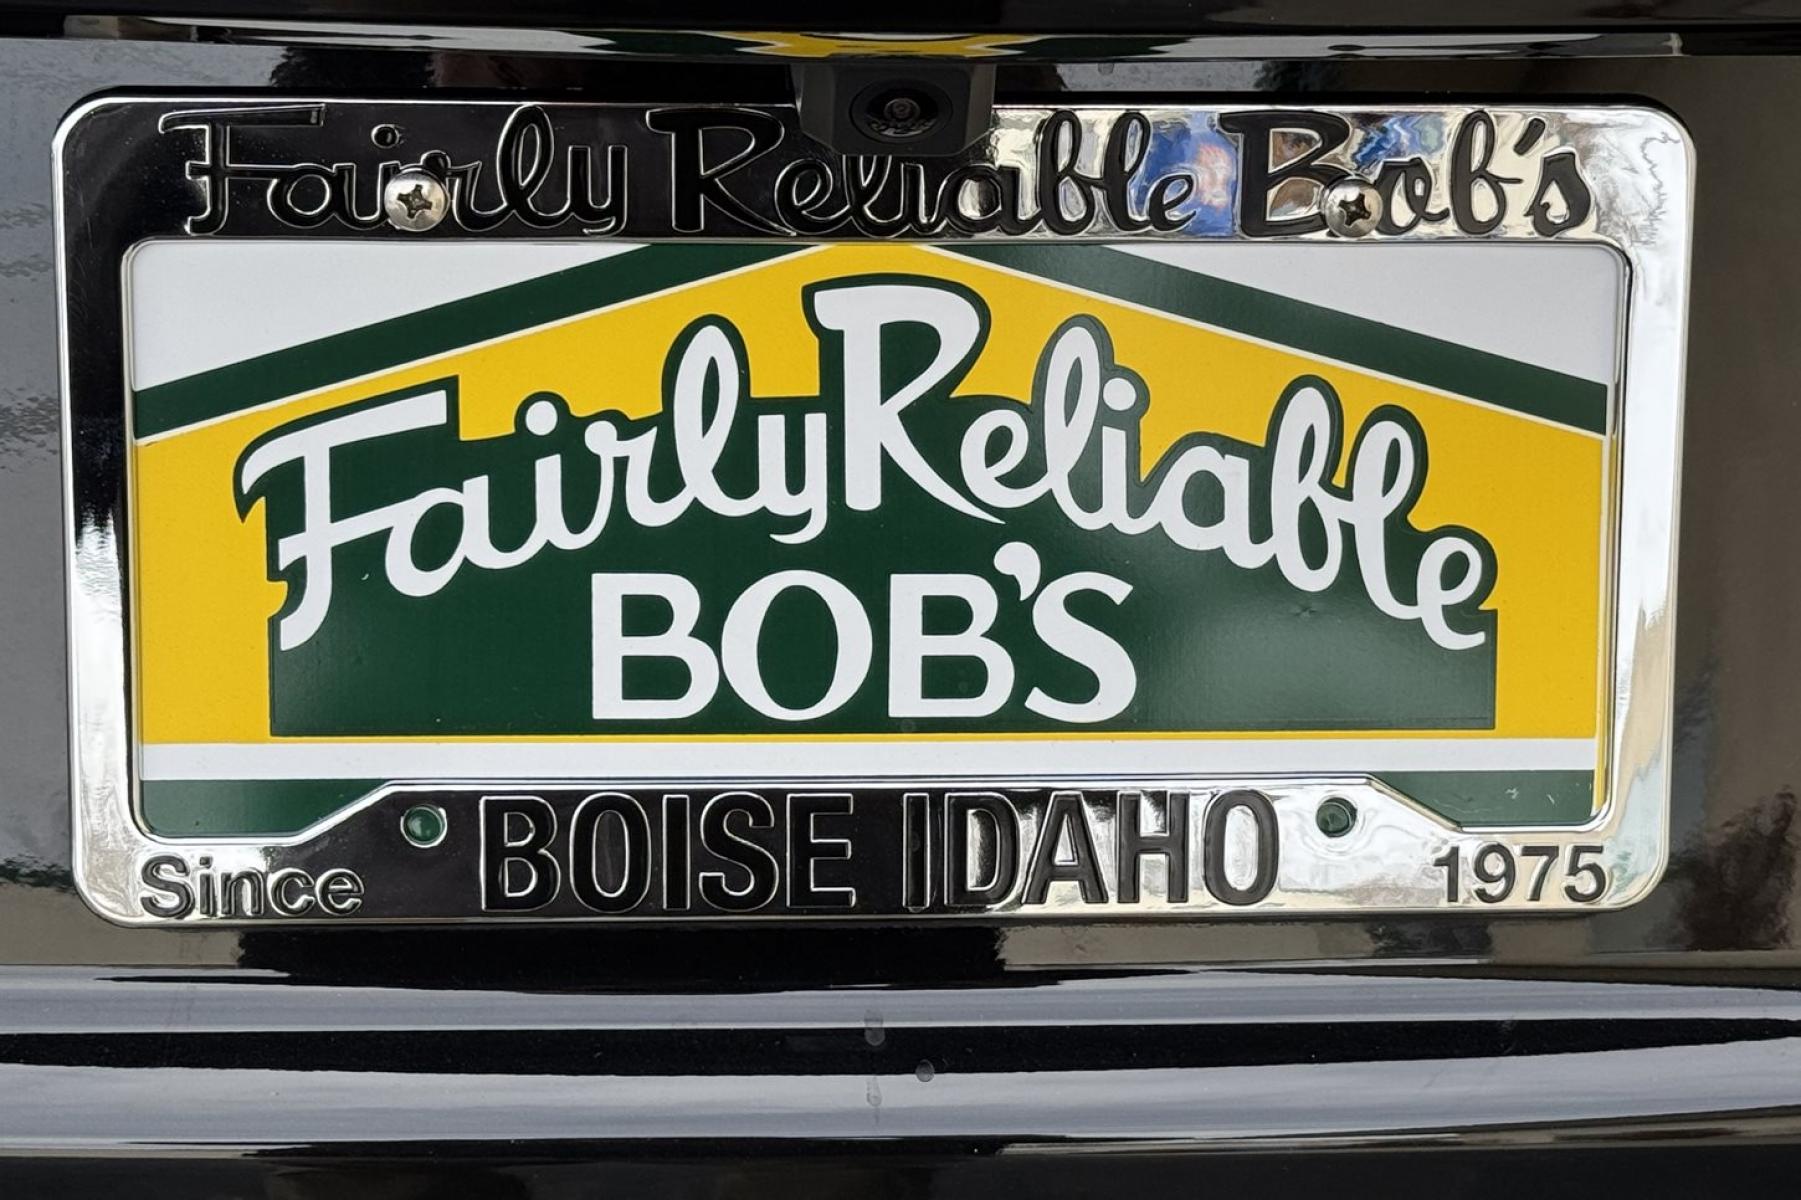 Fairly Reliable Bob's
Fairly Reliable
BOB'S
BOISE IDAHO
Since 1975